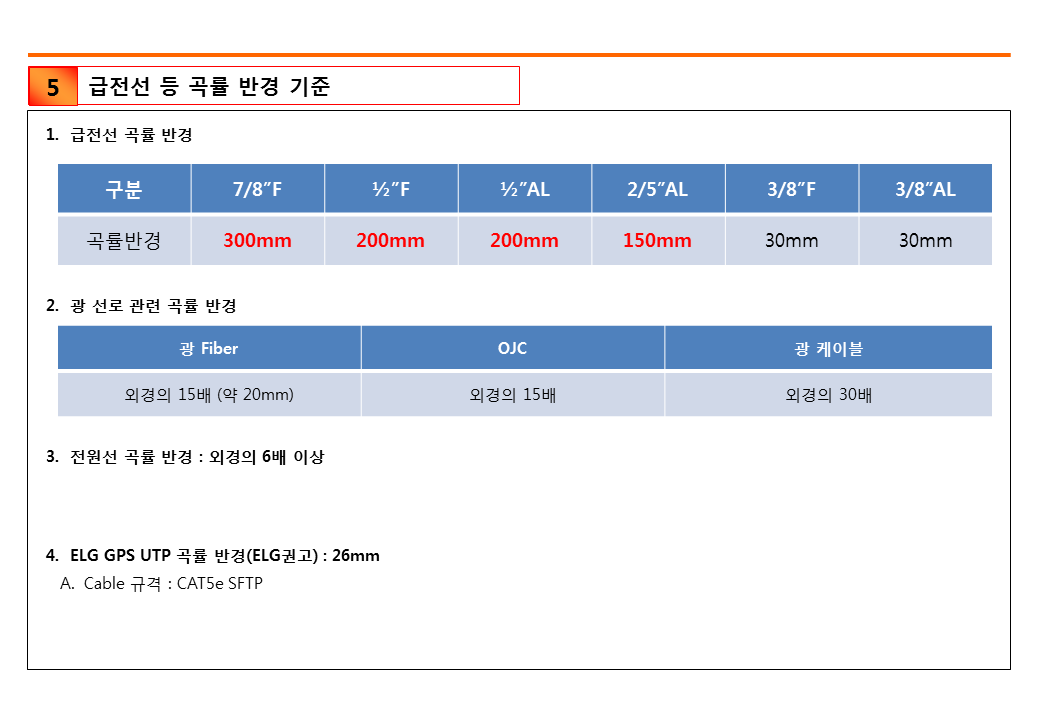 5 급전선 등 곡률 반경 기준
1. 급전선 곡률 반경
구분 7/8”F ½”F ½”AL 2/5”AL 3/8”F 3/8”AL
곡률반경 300mm 200mm 200mm 150mm 30mm 30mm
2. 광 선로 관련 곡률 반경
광 Fiber OJC 광 케이블
외경의 15배 (약 20mm) 외경의 15배 외경의 30배
3. 전원선 곡률 반경 : 외경의 6배 이상
4. ELG GPS UTP 곡률 반경(ELG권고) : 26mm
A. Cable 규격 : CAT5e SFTP